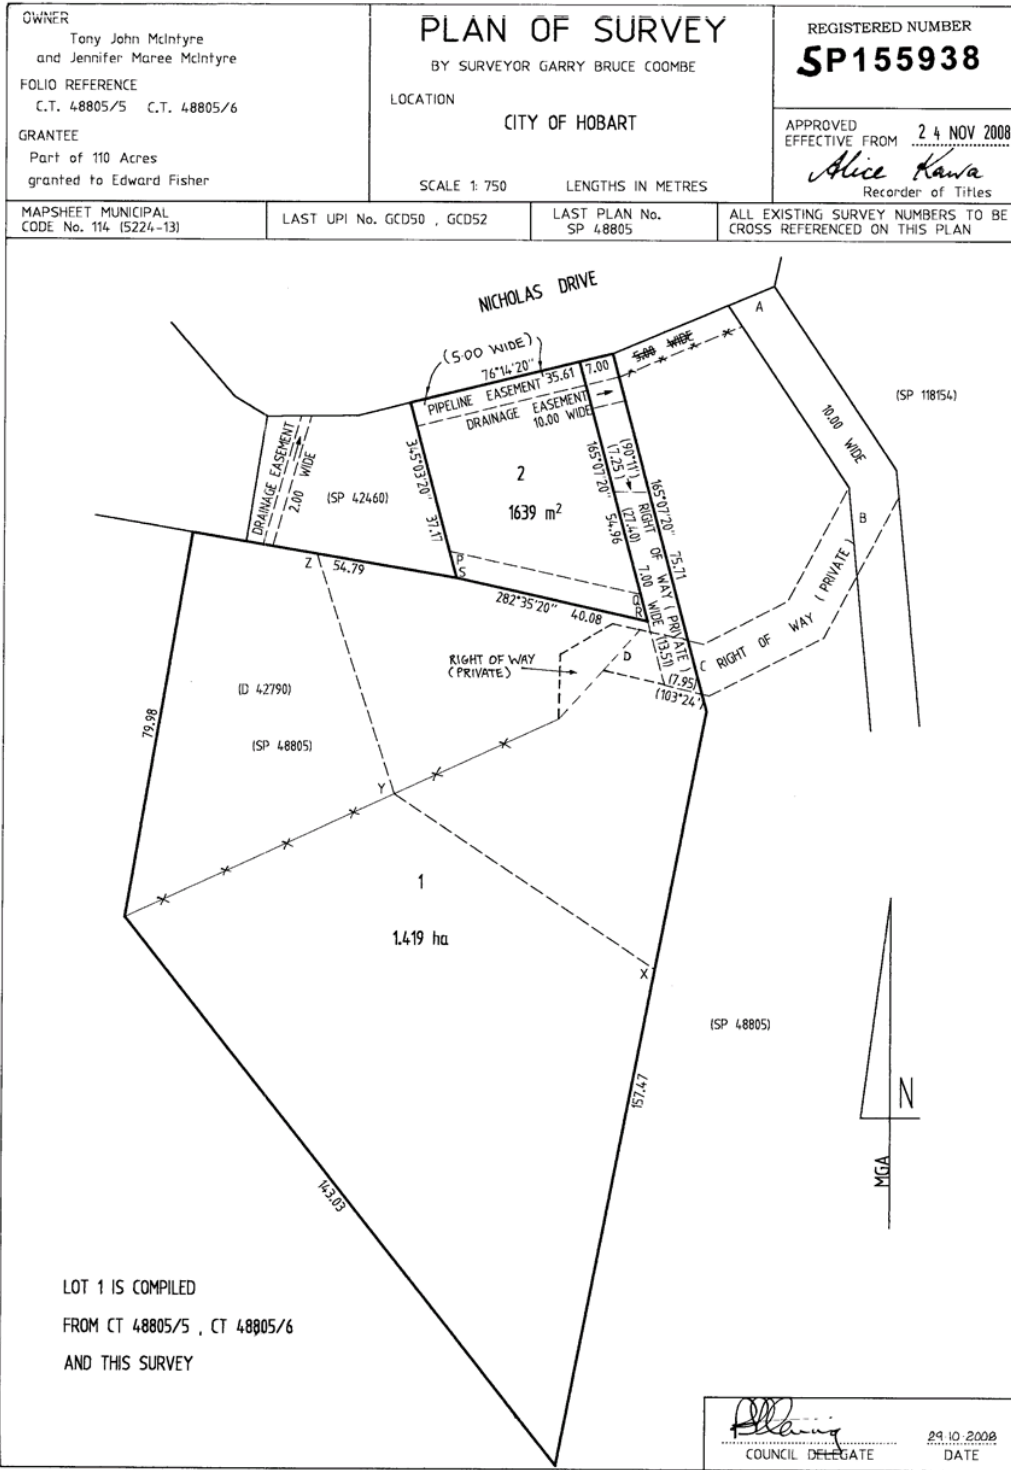 OWNER
Tony John McIntyre
and Jennifer Maree McIntyre
FOLIO REFERENCE
C.T. 48805/5 C.T. 48805/6
GRANTEE
Part of 110 Acres
granted to Edward Fisher
PLAN OF SURVEY
BY SURVEYOR GARRY BRUCE COOMBE
LOCATION
CITY OF HOBART
SCALE 1: 750 LENGTHS IN METRES
REGISTERED NUMBER
SP155938
APPROVED
EFFECTIVE FROM 24 NOV 2008
Alice Kawa
Recorder of Titles
MAPSHEET MUNICIPAL
CODE No. 114 (5224-13)
LAST UPI No. GCD50 , GCD52
LAST PLAN No.
SP 48805
ALL EXISTING SURVEY NUMBERS TO BE
CROSS REFERENCED ON THIS PLAN
NICHOLAS DRIVE
A
(5.00 WIDE)
5.00 WIDE
76°14'20"
35.61
7.00
PIPELINE EASEMENT
DRAINAGE EASEMENT
10.00 WIDE
(SP 118154)
10.00 WIDE
DRAINAGE EASEMENT
2.00 WIDE
(SP 42460)
345°03'20" 37.17
2
1639 m²
165°07'20" 54.96
(90°11')
(7.25)
(27.40)
165°07'20" 75.71
RIGHT OF WAY (PRIVATE)
7.00 WIDE
(13.51)
B
P
S
Q
R
Z
54.79
282°35'20" 40.08
RIGHT OF WAY
(PRIVATE)
D
C
RIGHT OF WAY (PRIVATE)
(7.95)
(103°24')
(D 42790)
79.98
(SP 48805)
Y
1
1.419 ha
X
(SP 48805)
157.47
N
MGA
143.03
LOT 1 IS COMPILED
FROM CT 48805/5 , CT 48805/6
AND THIS SURVEY
COUNCIL DELEGATE
29.10.2008
DATE